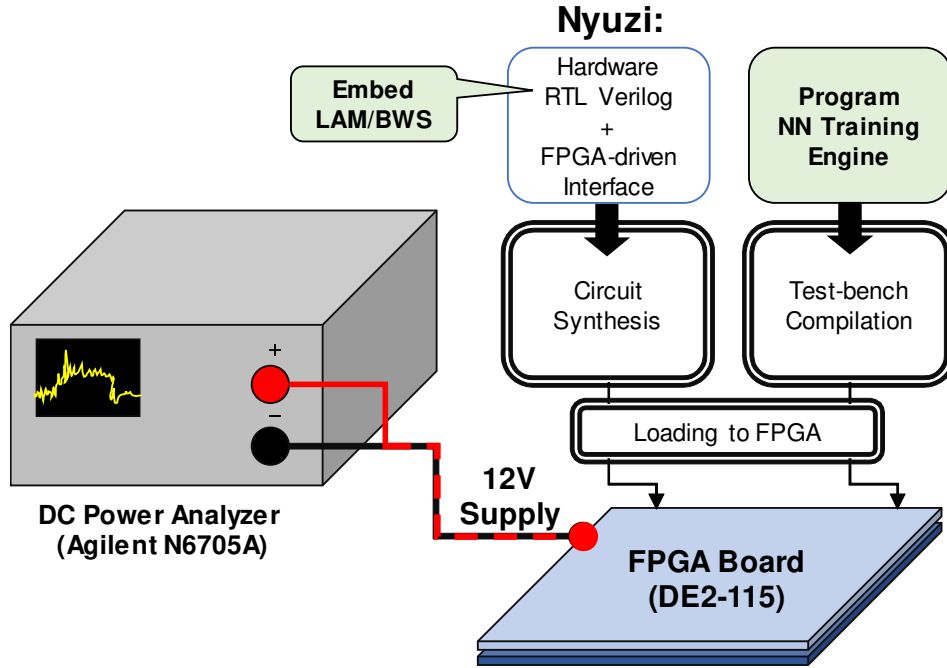 Nyuzi:
Embed
LAM/BWS
Hardware
RTL Verilog
+
FPGA-driven
Interface
Program
NN Training
Engine
Circuit
Synthesis
Test-bench
Compilation
+
−
Loading to FPGA
12V
Supply
DC Power Analyzer
(Agilent N6705A)
FPGA Board
(DE2-115)